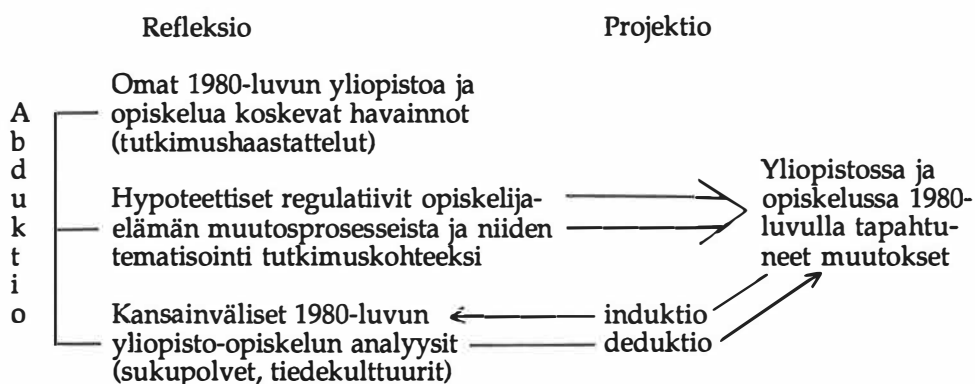 Refleksio
Projektio
A
b
d
u
k
t
i
o
Omat 1980-luvun yliopistoa ja
opiskelua koskevat havainnot
(tutkimushaastattelut)
Hypoteettiset regulatiivit opiskelija-
elämän muutosprosesseista ja niiden
tematisointi tutkimuskohteeksi
Kansainväliset 1980-luvun
yliopisto-opiskelun analyysit
(sukupolvet, tiedekulttuurit)
induktio
deduktio
Yliopistossa ja
opiskelussa 1980-
luvulla tapahtu-
neet muutokset